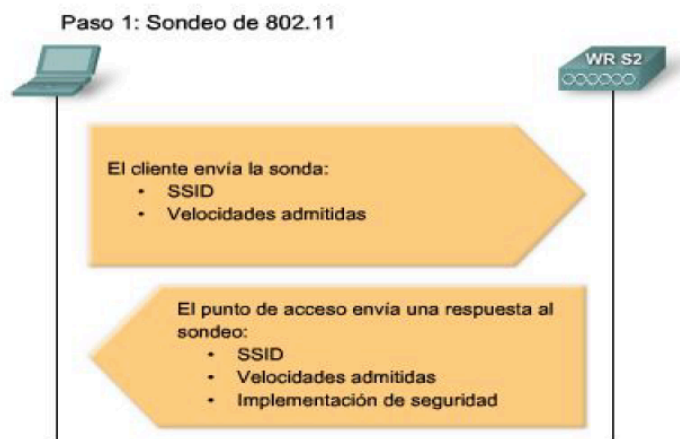 Paso 1: Sondeo de 802.11
WR S2
El cliente envía la sonda:
• SSID
• Velocidades admitidas
El punto de acceso envía una respuesta al
sondeo:
• SSID
• Velocidades admitidas
• Implementación de seguridad